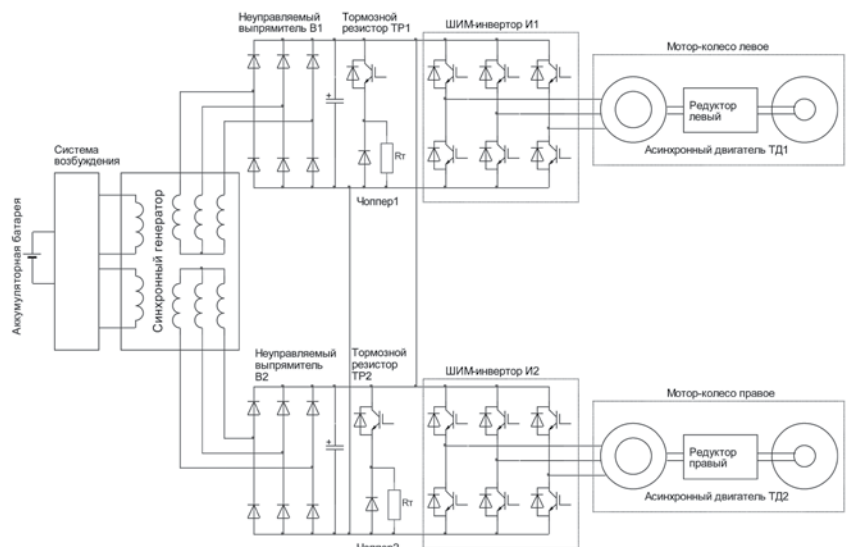 Неуправляемый
выпрямитель В1
Тормозной
резистор ТР1
ШИМ-инвертор И1
Мотор-колесо левое
Редуктор
левый
Асинхронный двигатель ТД1
+
Rт
Чоппер1
Система
возбуждения
Синхронный генератор
Аккумуляторная батарея
Неуправляемый
выпрямитель
В2
Тормозной
резистор
ТР2
ШИМ-инвертор И2
Мотор-колесо правое
Редуктор
правый
Асинхронный двигатель ТД2
+
Rт
Чоппер2